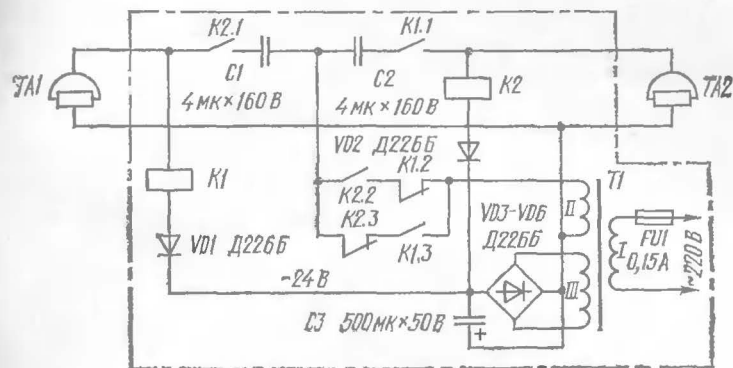 K2.1
K1.1
C1
C2
K2
TA1
TA2
4мк×160В
4мк×160В
VD2 Д226Б
K1
K1.2
K2.2
K2.3
K1.3
T1
VD3-VD6
Д226Б
II
III
I
FU1
0,15А
~220В
VD1 Д226Б
-24В
C3 500мк×50В
+